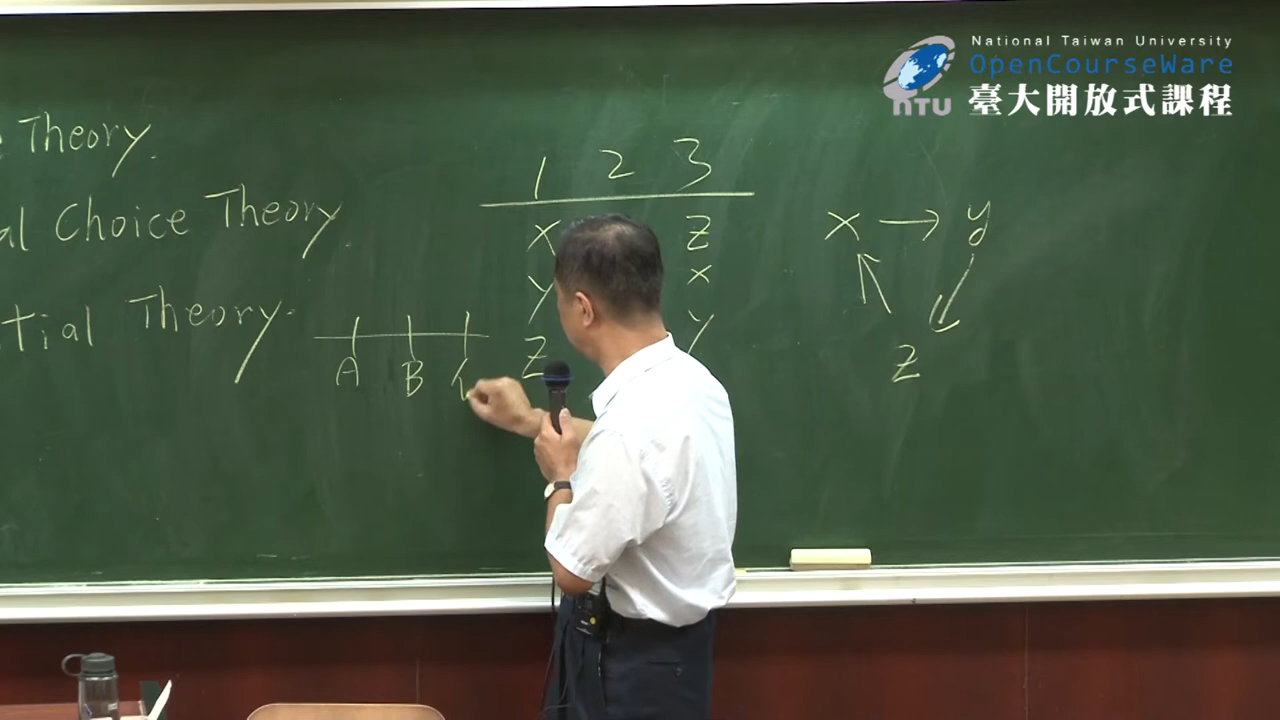 National Taiwan University
OpenCourseWare
臺大開放式課程
nTU
Theory.
al Choice Theory.
tial Theory.
A B
1 2 3
x z
y x
z y
x → y
z